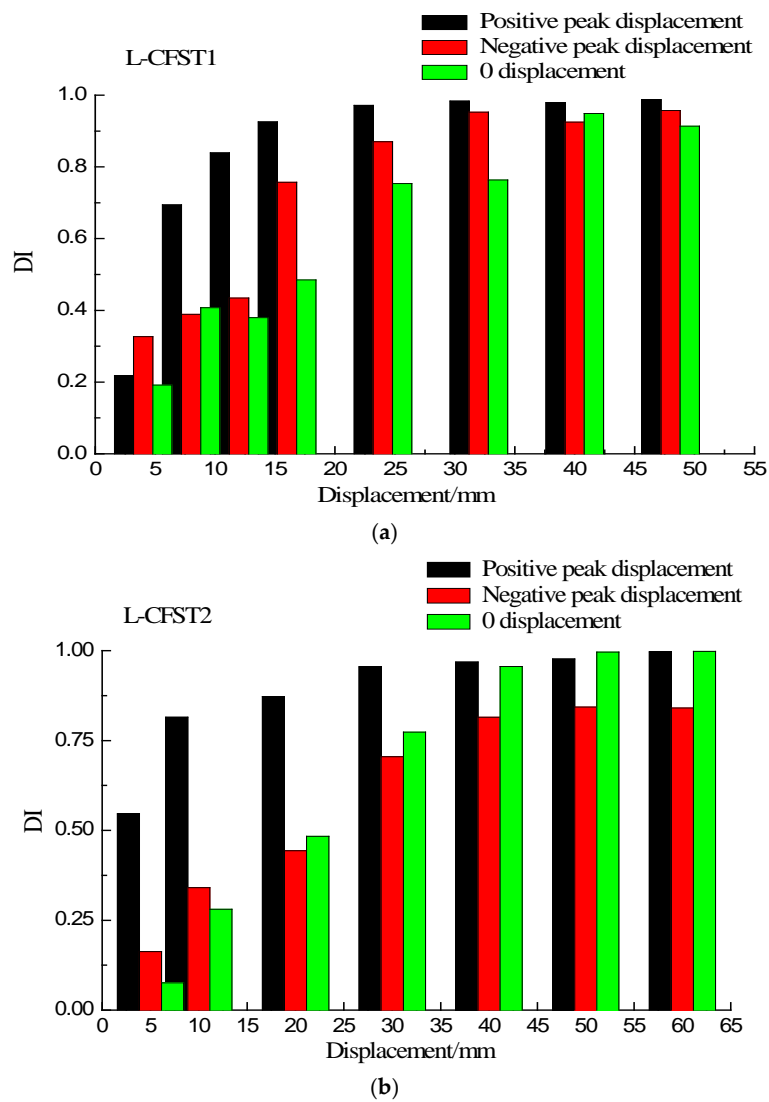 Positive peak displacement
L-CFST1
Negative peak displacement
0 displacement
1.0
0.8
0.6
DI
0.4
0.2
0.0
0 5 10 15 20 25 30 35 40 45 50 55
Displacement/mm
(a)
Positive peak displacement
Negative peak displacement
L-CFST2
0 displacement
1.00
0.75
DI
0.50
0.25
0.00
0 5 10 15 20 25 30 35 40 45 50 55 60 65
Displacement/mm
(b)